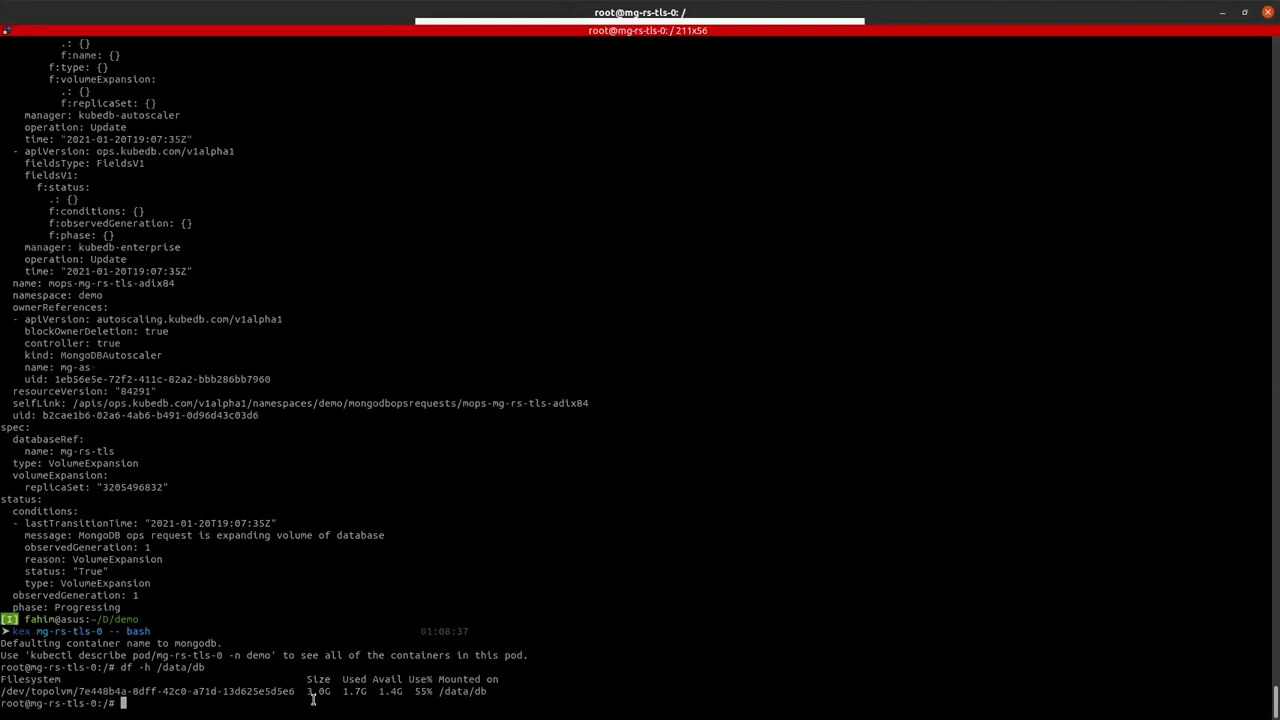 root@mg-rs-tls-0: /
root@mg-rs-tls-0: / 211x56
.: {}
f:name: {}
f:type: {}
f:volumeExpansion:
.: {}
f:replicaSet: {}
manager: kubedb-autoscaler
operation: Update
time: "2021-01-20T19:07:35Z"
- apiVersion: ops.kubedb.com/v1alpha1
fieldsType: FieldsV1
fieldsV1:
f:status:
.: {}
f:conditions: {}
f:observedGeneration: {}
f:phase: {}
manager: kubedb-enterprise
operation: Update
time: "2021-01-20T19:07:35Z"
name: mops-mg-rs-tls-adix84
namespace: demo
ownerReferences:
- apiVersion: autoscaling.kubedb.com/v1alpha1
blockOwnerDeletion: true
controller: true
kind: MongoDBAutoscaler
name: mg-as
uid: 1eb56e5e-72f2-411c-82a2-bbb286bb7960
resourceVersion: "84291"
selfLink: /apis/ops.kubedb.com/v1alpha1/namespaces/demo/mongodbopsrequests/mops-mg-rs-tls-adix84
uid: b2cae1b6-02a6-4ab6-b491-0d96d43c03d6
spec:
databaseRef:
name: mg-rs-tls
type: VolumeExpansion
volumeExpansion:
replicaSet: "3205496832"
status:
conditions:
- lastTransitionTime: "2021-01-20T19:07:35Z"
message: MongoDB ops request is expanding volume of database
observedGeneration: 1
reason: VolumeExpansion
status: "True"
type: VolumeExpansion
observedGeneration: 1
phase: Progressing
[I] fahim@asus:~/D/demo
➤ kex mg-rs-tls-0 -- bash 01:08:37
Defaulting container name to mongodb.
Use 'kubectl describe pod/mg-rs-tls-0 -n demo' to see all of the containers in this pod.
root@mg-rs-tls-0:/# df -h /data/db
Filesystem Size Used Avail Use% Mounted on
/dev/topolvm/7e448b4a-8dff-42c0-a71d-13d625e5d5e6 3.0G 1.7G 1.4G 55% /data/db
root@mg-rs-tls-0:/#